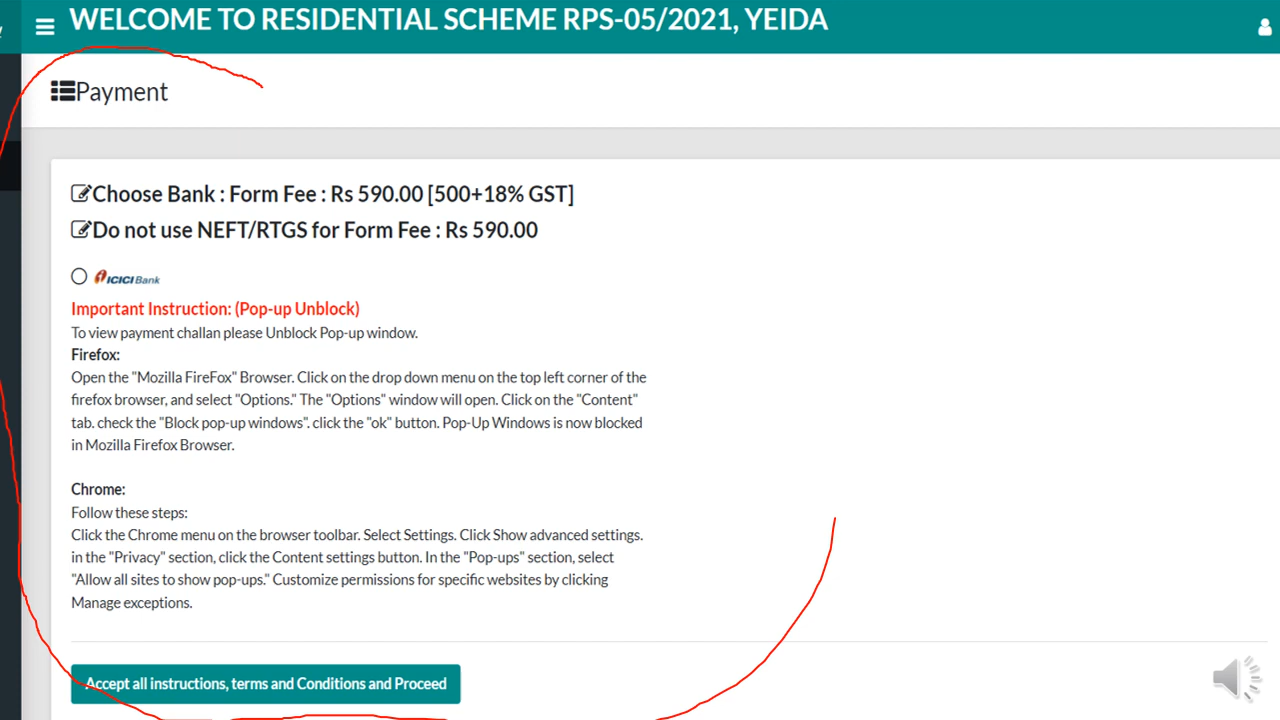 WELCOME TO RESIDENTIAL SCHEME RPS-05/2021, YEIDA
Payment
Choose Bank : Form Fee : Rs 590.00 [500+18% GST]
Do not use NEFT/RTGS for Form Fee : Rs 590.00
ICICI Bank
Important Instruction: (Pop-up Unblock)
To view payment challan please Unblock Pop-up window.
Firefox:
Open the "Mozilla FireFox" Browser. Click on the drop down menu on the top left corner of the
firefox browser, and select "Options." The "Options" window will open. Click on the "Content"
tab. check the "Block pop-up windows". click the "ok" button. Pop-Up Windows is now blocked
in Mozilla Firefox Browser.
Chrome:
Follow these steps:
Click the Chrome menu on the browser toolbar. Select Settings. Click Show advanced settings.
in the "Privacy" section, click the Content settings button. In the "Pop-ups" section, select
"Allow all sites to show pop-ups." Customize permissions for specific websites by clicking
Manage exceptions.
Accept all instructions, terms and Conditions and Proceed